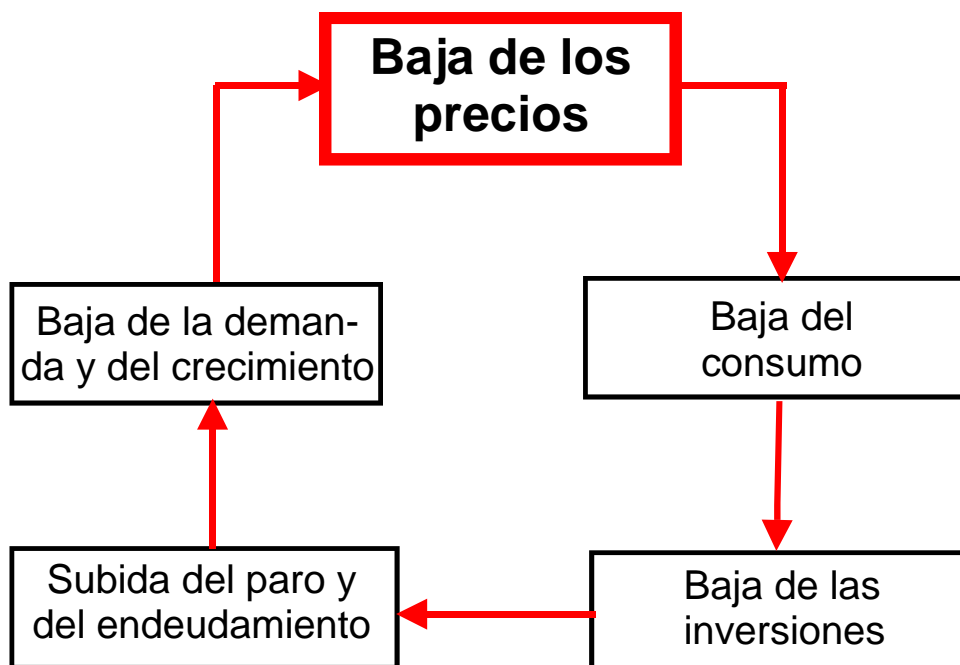 Baja de los
precios
Baja del
consumo
Baja de las
inversiones
Subida del paro y
del endeudamiento
Baja de la deman-
da y del crecimiento